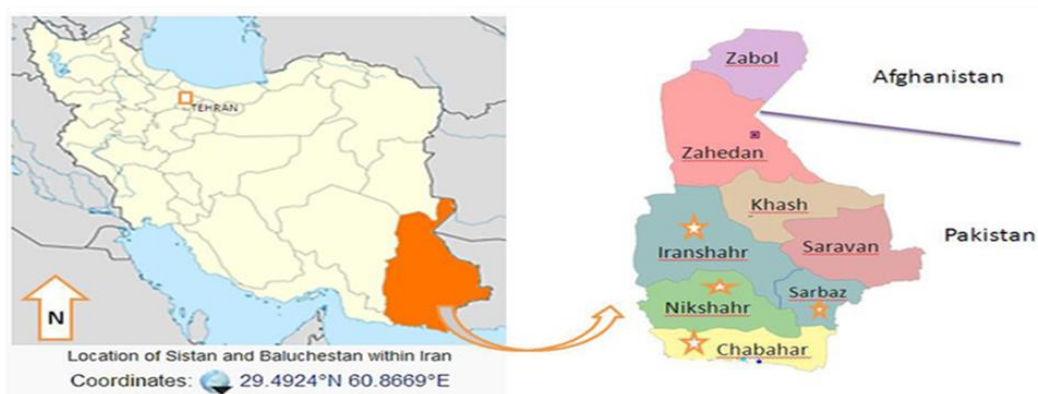 TEHRAN
N
Location of Sistan and Baluchestan within Iran
Coordinates: 29.4924°N 60.8669°E
Zabol
Afghanistan
Zahedan
Khash
Iranshahr
Saravan
Pakistan
Nikshahr
Sarbaz
Chabahar